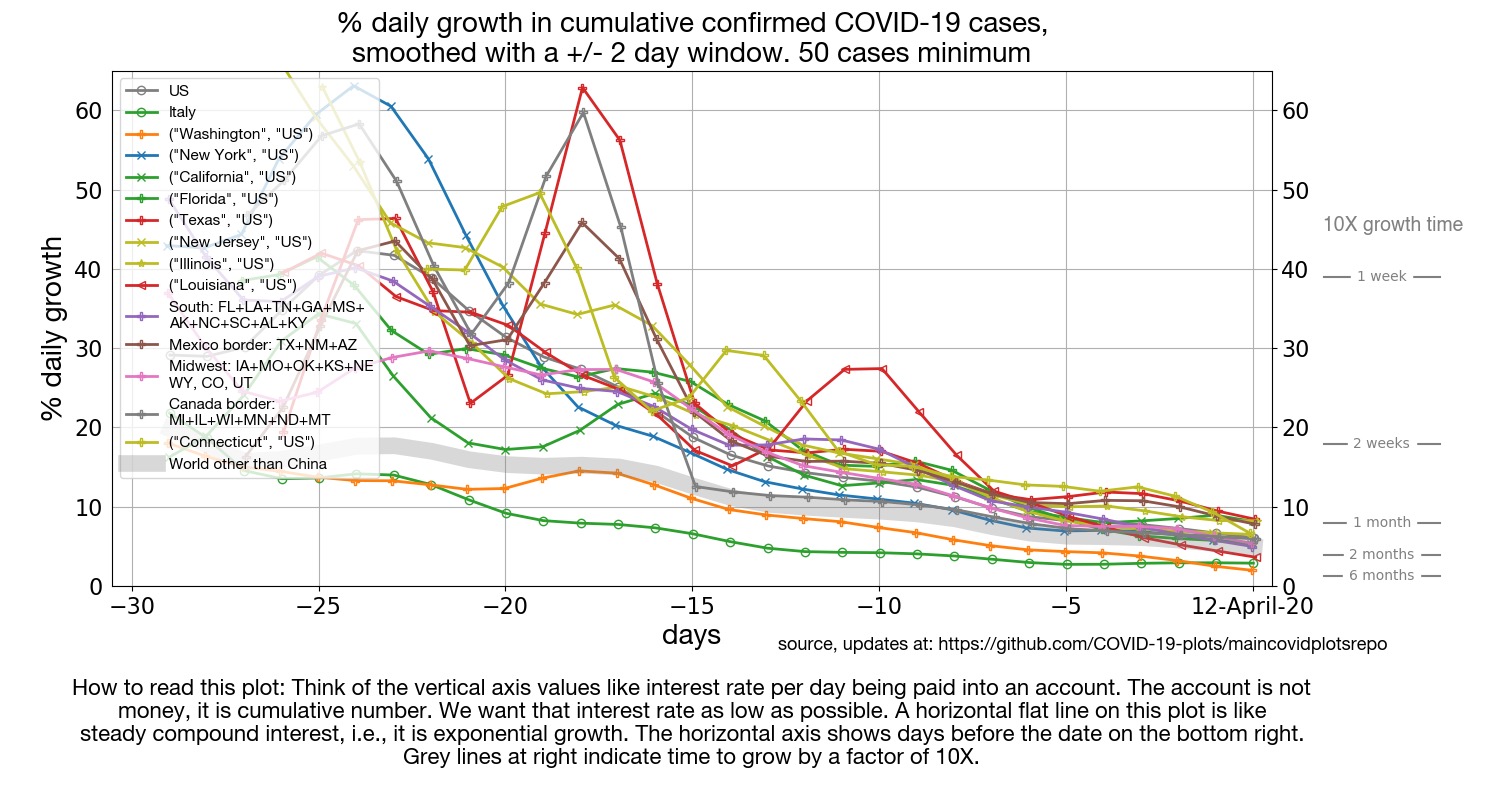 % daily growth in cumulative confirmed COVID-19 cases,
smoothed with a +/- 2 day window. 50 cases minimum
% daily growth
60
50
40
30
20
10
0
US
Italy
("Washington", "US")
("New York", "US")
("California", "US")
("Florida", "US")
("Texas", "US")
("New Jersey", "US")
("Illinois", "US")
("Louisiana", "US")
South: FL+LA+TN+GA+MS+
AK+NC+SC+AL+KY
Mexico border: TX+NM+AZ
Midwest: IA+MO+OK+KS+NE
WY, CO, UT
Canada border:
MI+IL+WI+MN+ND+MT
("Connecticut", "US")
World other than China
60
50
40
30
20
10
0
10X growth time
1 week
2 weeks
1 month
2 months
6 months
−30
−25
−20
−15
−10
−5
12-April-20
days
source, updates at: https://github.com/COVID-19-plots/maincovidplotsrepo
How to read this plot: Think of the vertical axis values like interest rate per day being paid into an account. The account is not
money, it is cumulative number. We want that interest rate as low as possible. A horizontal flat line on this plot is like
steady compound interest, i.e., it is exponential growth. The horizontal axis shows days before the date on the bottom right.
Grey lines at right indicate time to grow by a factor of 10X.